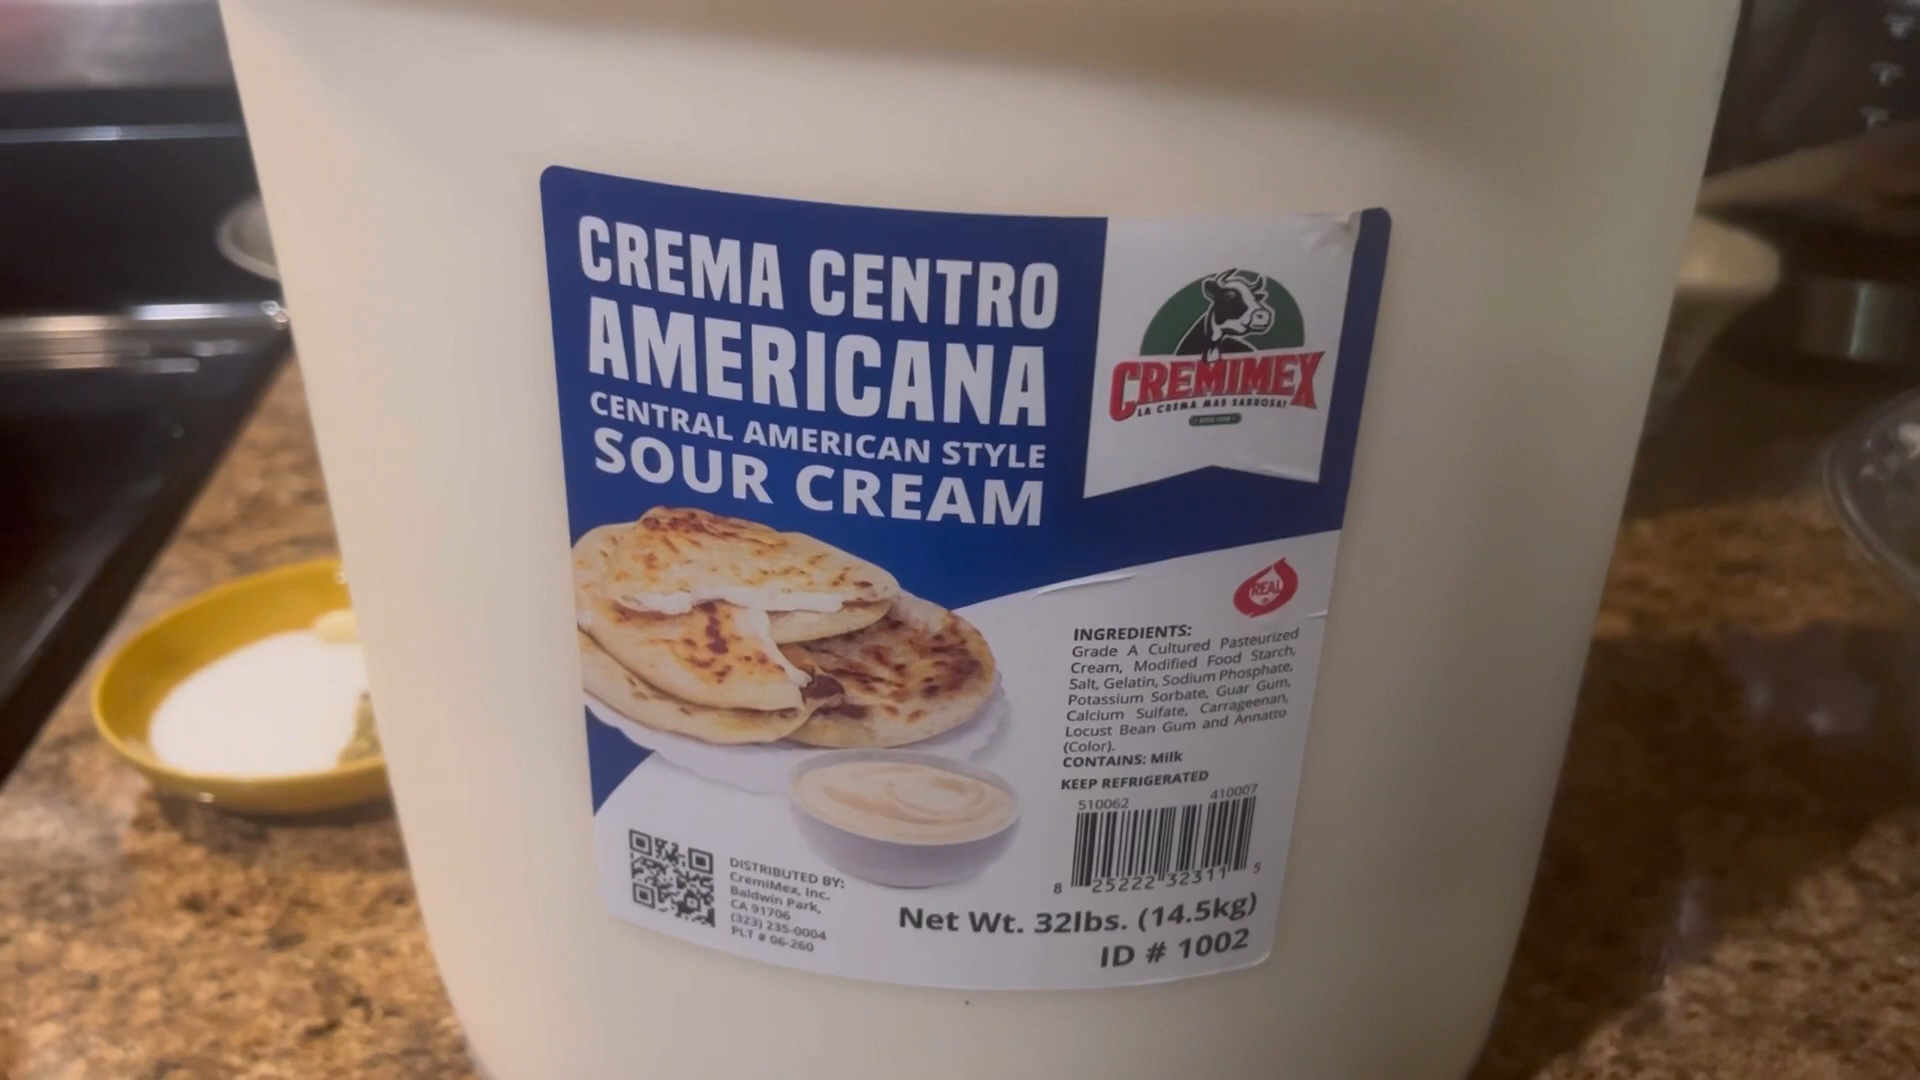 CREMA CENTRO
AMERICANA
CENTRAL AMERICAN STYLE
SOUR CREAM
CREMIMEX
LA CREMA MAS SABROSA!
REAL
INGREDIENTS:
Grade A Cultured Pasteurized
Cream, Modified Food Starch,
Salt, Gelatin, Sodium Phosphate,
Potassium Sorbate, Guar Gum,
Calcium Sulfate, Carrageenan,
Locust Bean Gum and Annatto
(Color).
CONTAINS: Milk
KEEP REFRIGERATED
510062 410007
8 25222 32311 5
DISTRIBUTED BY:
CremiMex, Inc.
Baldwin Park,
CA 91706
(323) 235-0004
PLT # 06-260
Net Wt. 32lbs. (14.5kg)
ID # 1002